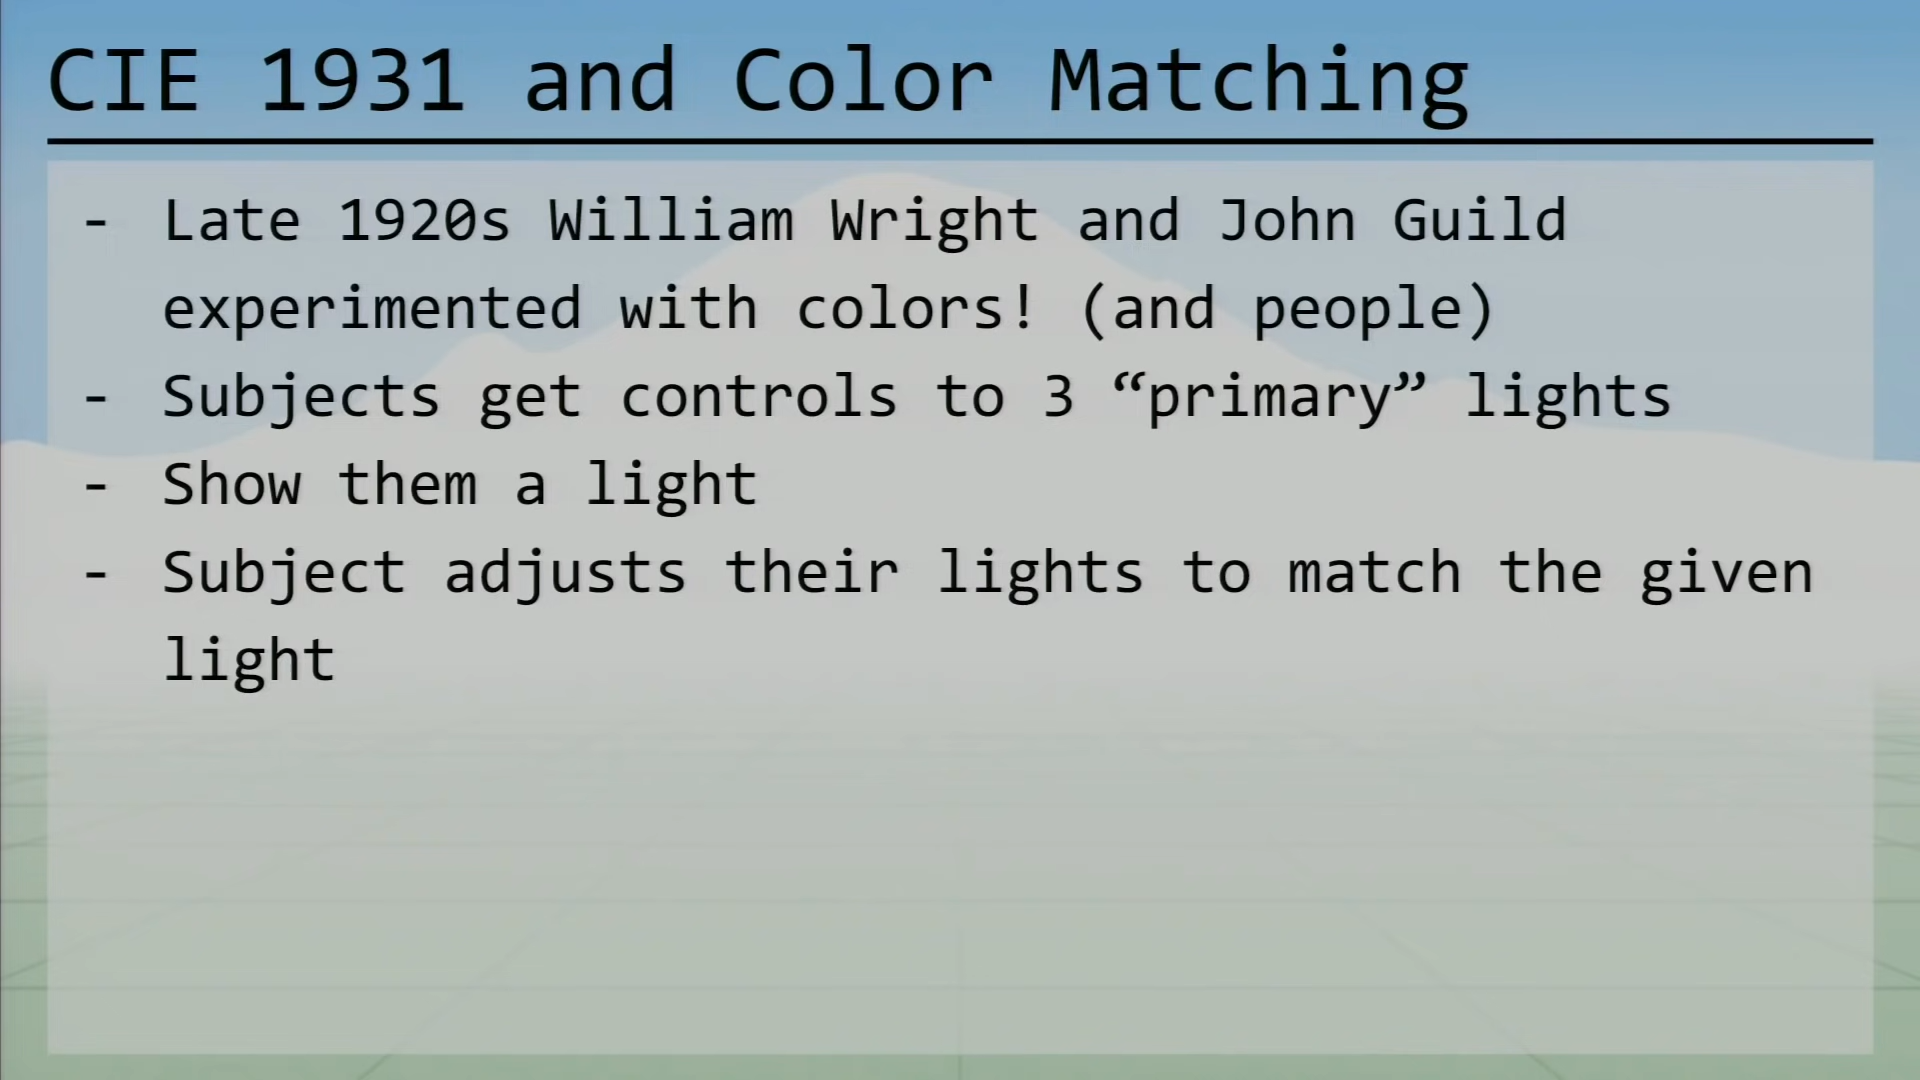 CIE 1931 and Color Matching
- Late 1920s William Wright and John Guild
experimented with colors! (and people)
- Subjects get controls to 3 “primary” lights
- Show them a light
- Subject adjusts their lights to match the given
light